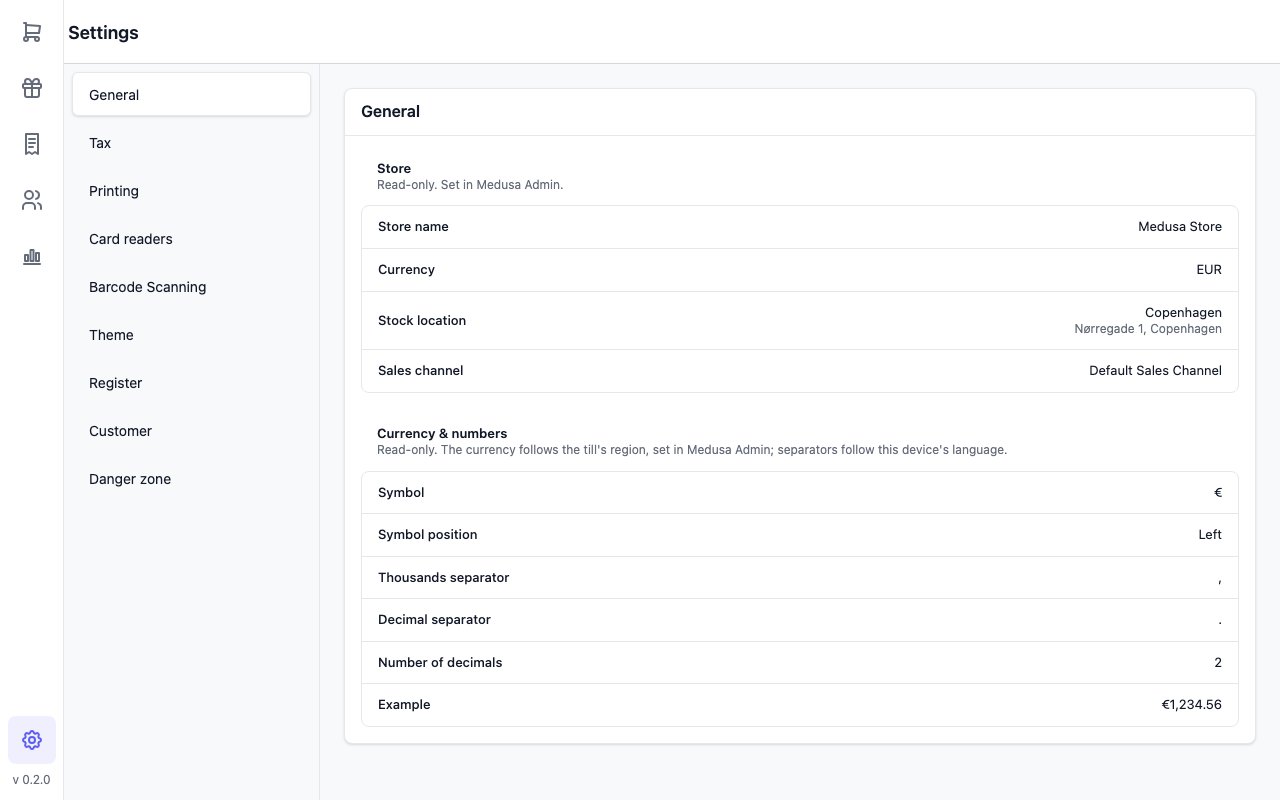 Settings
General
Tax
Printing
Card readers
Barcode Scanning
Theme
Register
Customer
Danger zone
v 0.2.0
General
Store
Read-only. Set in Medusa Admin.
Store name Medusa Store
Currency EUR
Stock location Copenhagen
Nørregade 1, Copenhagen
Sales channel Default Sales Channel
Currency & numbers
Read-only. The currency follows the till's region, set in Medusa Admin; separators follow this device's language.
Symbol €
Symbol position Left
Thousands separator ,
Decimal separator .
Number of decimals 2
Example €1,234.56